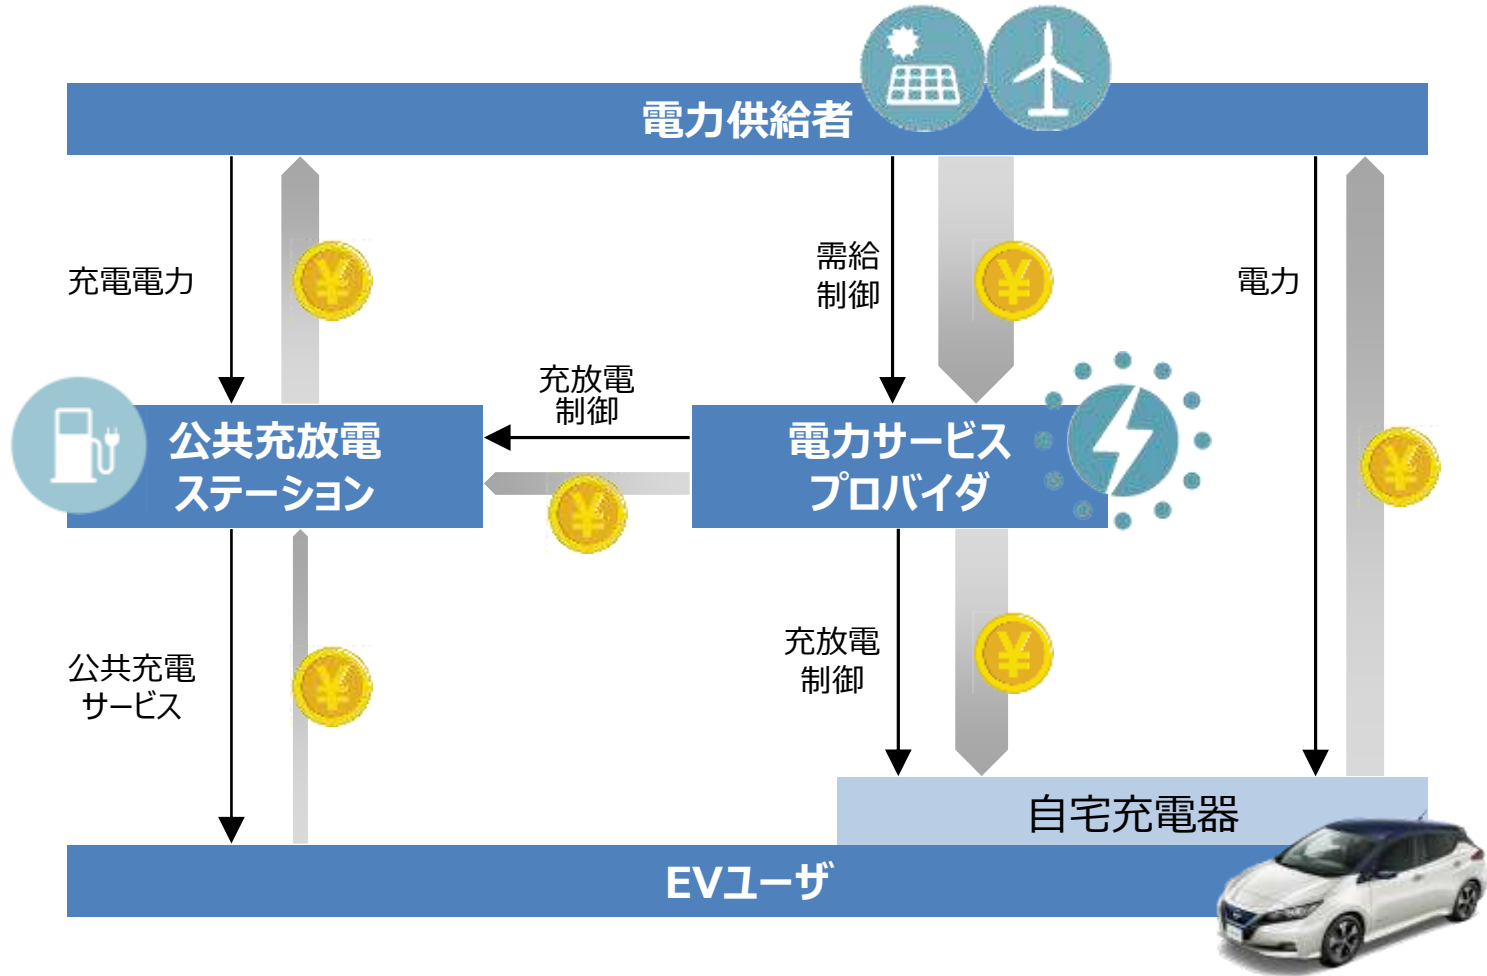 電力供給者
充電電力
需給
制御
電力
充放電
制御
公共充放電
ステーション
電力サービス
プロバイダ
公共充電
サービス
充放電
制御
自宅充電器
EVユーザ